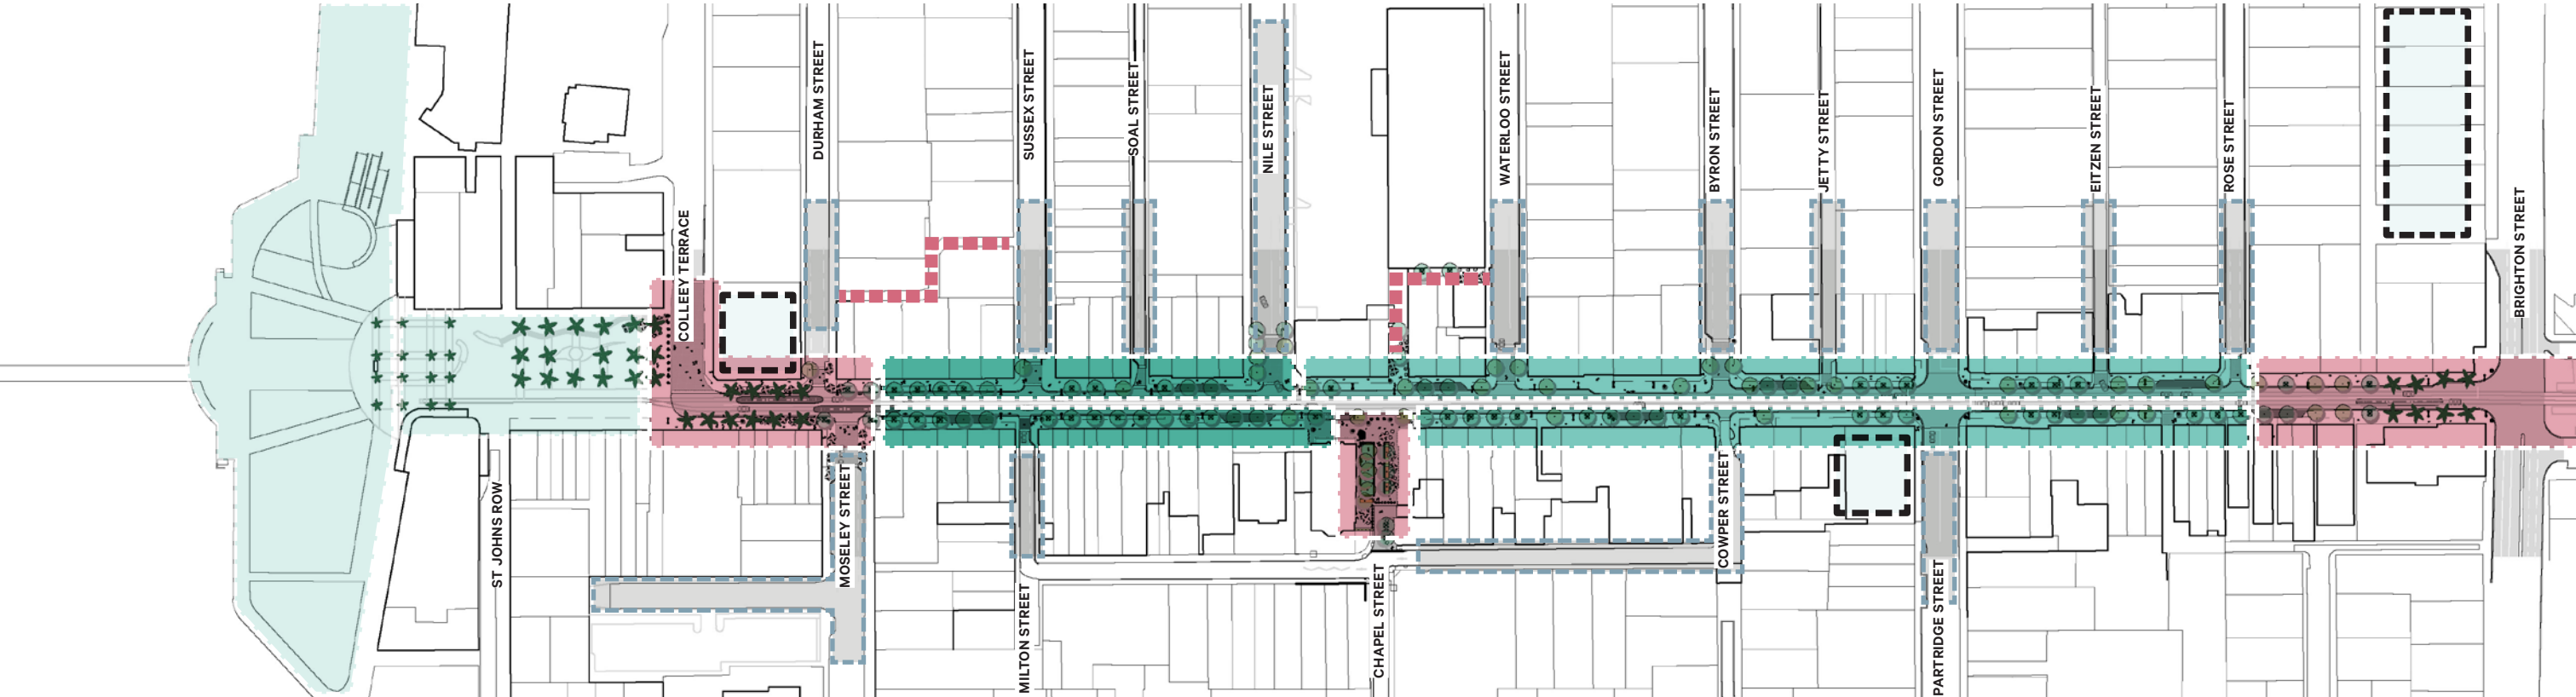 COLLEY TERRACE
DURHAM STREET
SUSSEX STREET
SOAL STREET
NILE STREET
WATERLOO STREET
BYRON STREET
JETTY STREET
GORDON STREET
EITZEN STREET
ROSE STREET
BRIGHTON STREET
ST JOHNS ROW
MOSELEY STREET
MILTON STREET
CHAPEL STREET
COWPER STREET
PARTRIDGE STREET